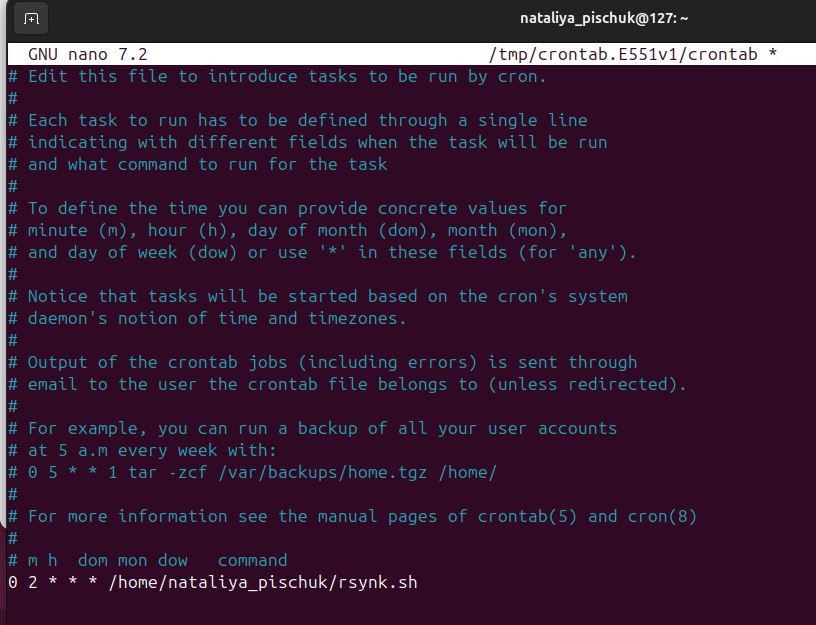 nataliya_pischuk@127: ~
GNU nano 7.2 /tmp/crontab.E551v1/crontab *
# Edit this file to introduce tasks to be run by cron.
#
# Each task to run has to be defined through a single line
# indicating with different fields when the task will be run
# and what command to run for the task
#
# To define the time you can provide concrete values for
# minute (m), hour (h), day of month (dom), month (mon),
# and day of week (dow) or use '*' in these fields (for 'any').
#
# Notice that tasks will be started based on the cron's system
# daemon's notion of time and timezones.
#
# Output of the crontab jobs (including errors) is sent through
# email to the user the crontab file belongs to (unless redirected).
#
# For example, you can run a backup of all your user accounts
# at 5 a.m every week with:
# 0 5 * * 1 tar -zcf /var/backups/home.tgz /home/
#
# For more information see the manual pages of crontab(5) and cron(8)
#
# m h  dom mon dow   command
0 2 * * * /home/nataliya_pischuk/rsynk.sh